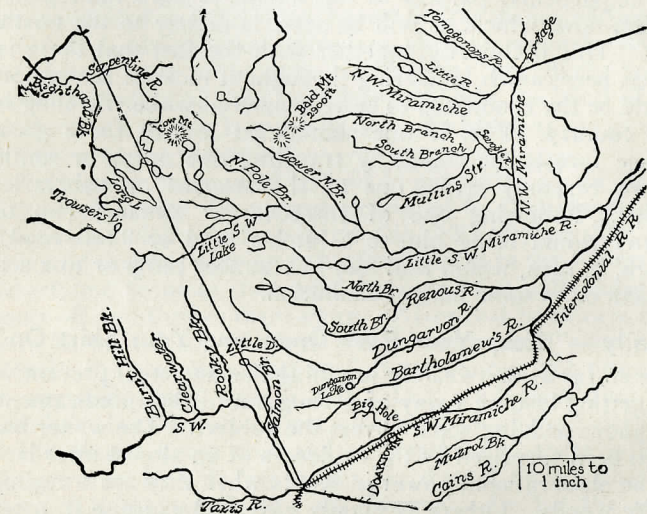 Tomogonops R.
Portage
Serpentine R.
Little R.
N.W. Miramiche
Bald Mt
2900 ft
Cow Mt
North Branch
South Branch
Mullins Str.
N.W. Miramiche
N. Pole Br.
Lower N. Br.
Long L.
Trousers L.
Little S.W.
Lake
Little S.W. Miramiche R.
Intercolonial R R
North Br.
Renous R.
South Br.
Dungarvon R.
Burnt Hill Bk.
Clearwater
Rocky Bk.
Bartholomew's R.
Dungarvon
Lake
Salmon Br.
Big Hole
S.W. Miramiche R.
S.W.
Muzrol Bk
Cains R.
10 miles to
1 inch
Taxis R.